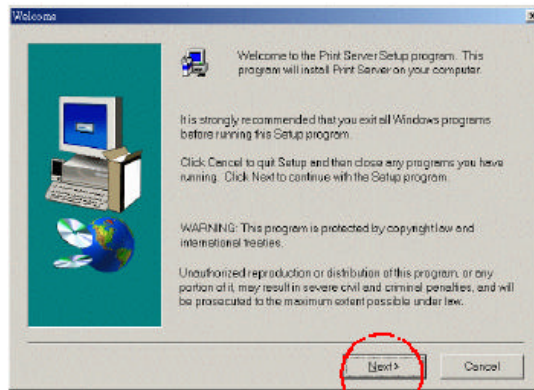 Welcome
Welcome to the Print Server Setup program. This
program will install Print Server on your computer.
It is strongly recommended that you exit all Windows programs
before running this Setup program.
Click Cancel to quit Setup and then close any programs you have
running. Click Next to continue with the Setup program.
WARNING: This program is protected by copyright law and
international treaties.
Unauthorized reproduction or distribution of this program, or any
portion of it, may result in severe civil and criminal penalties, and will
be prosecuted to the maximum extent possible under law.
Next >
Cancel